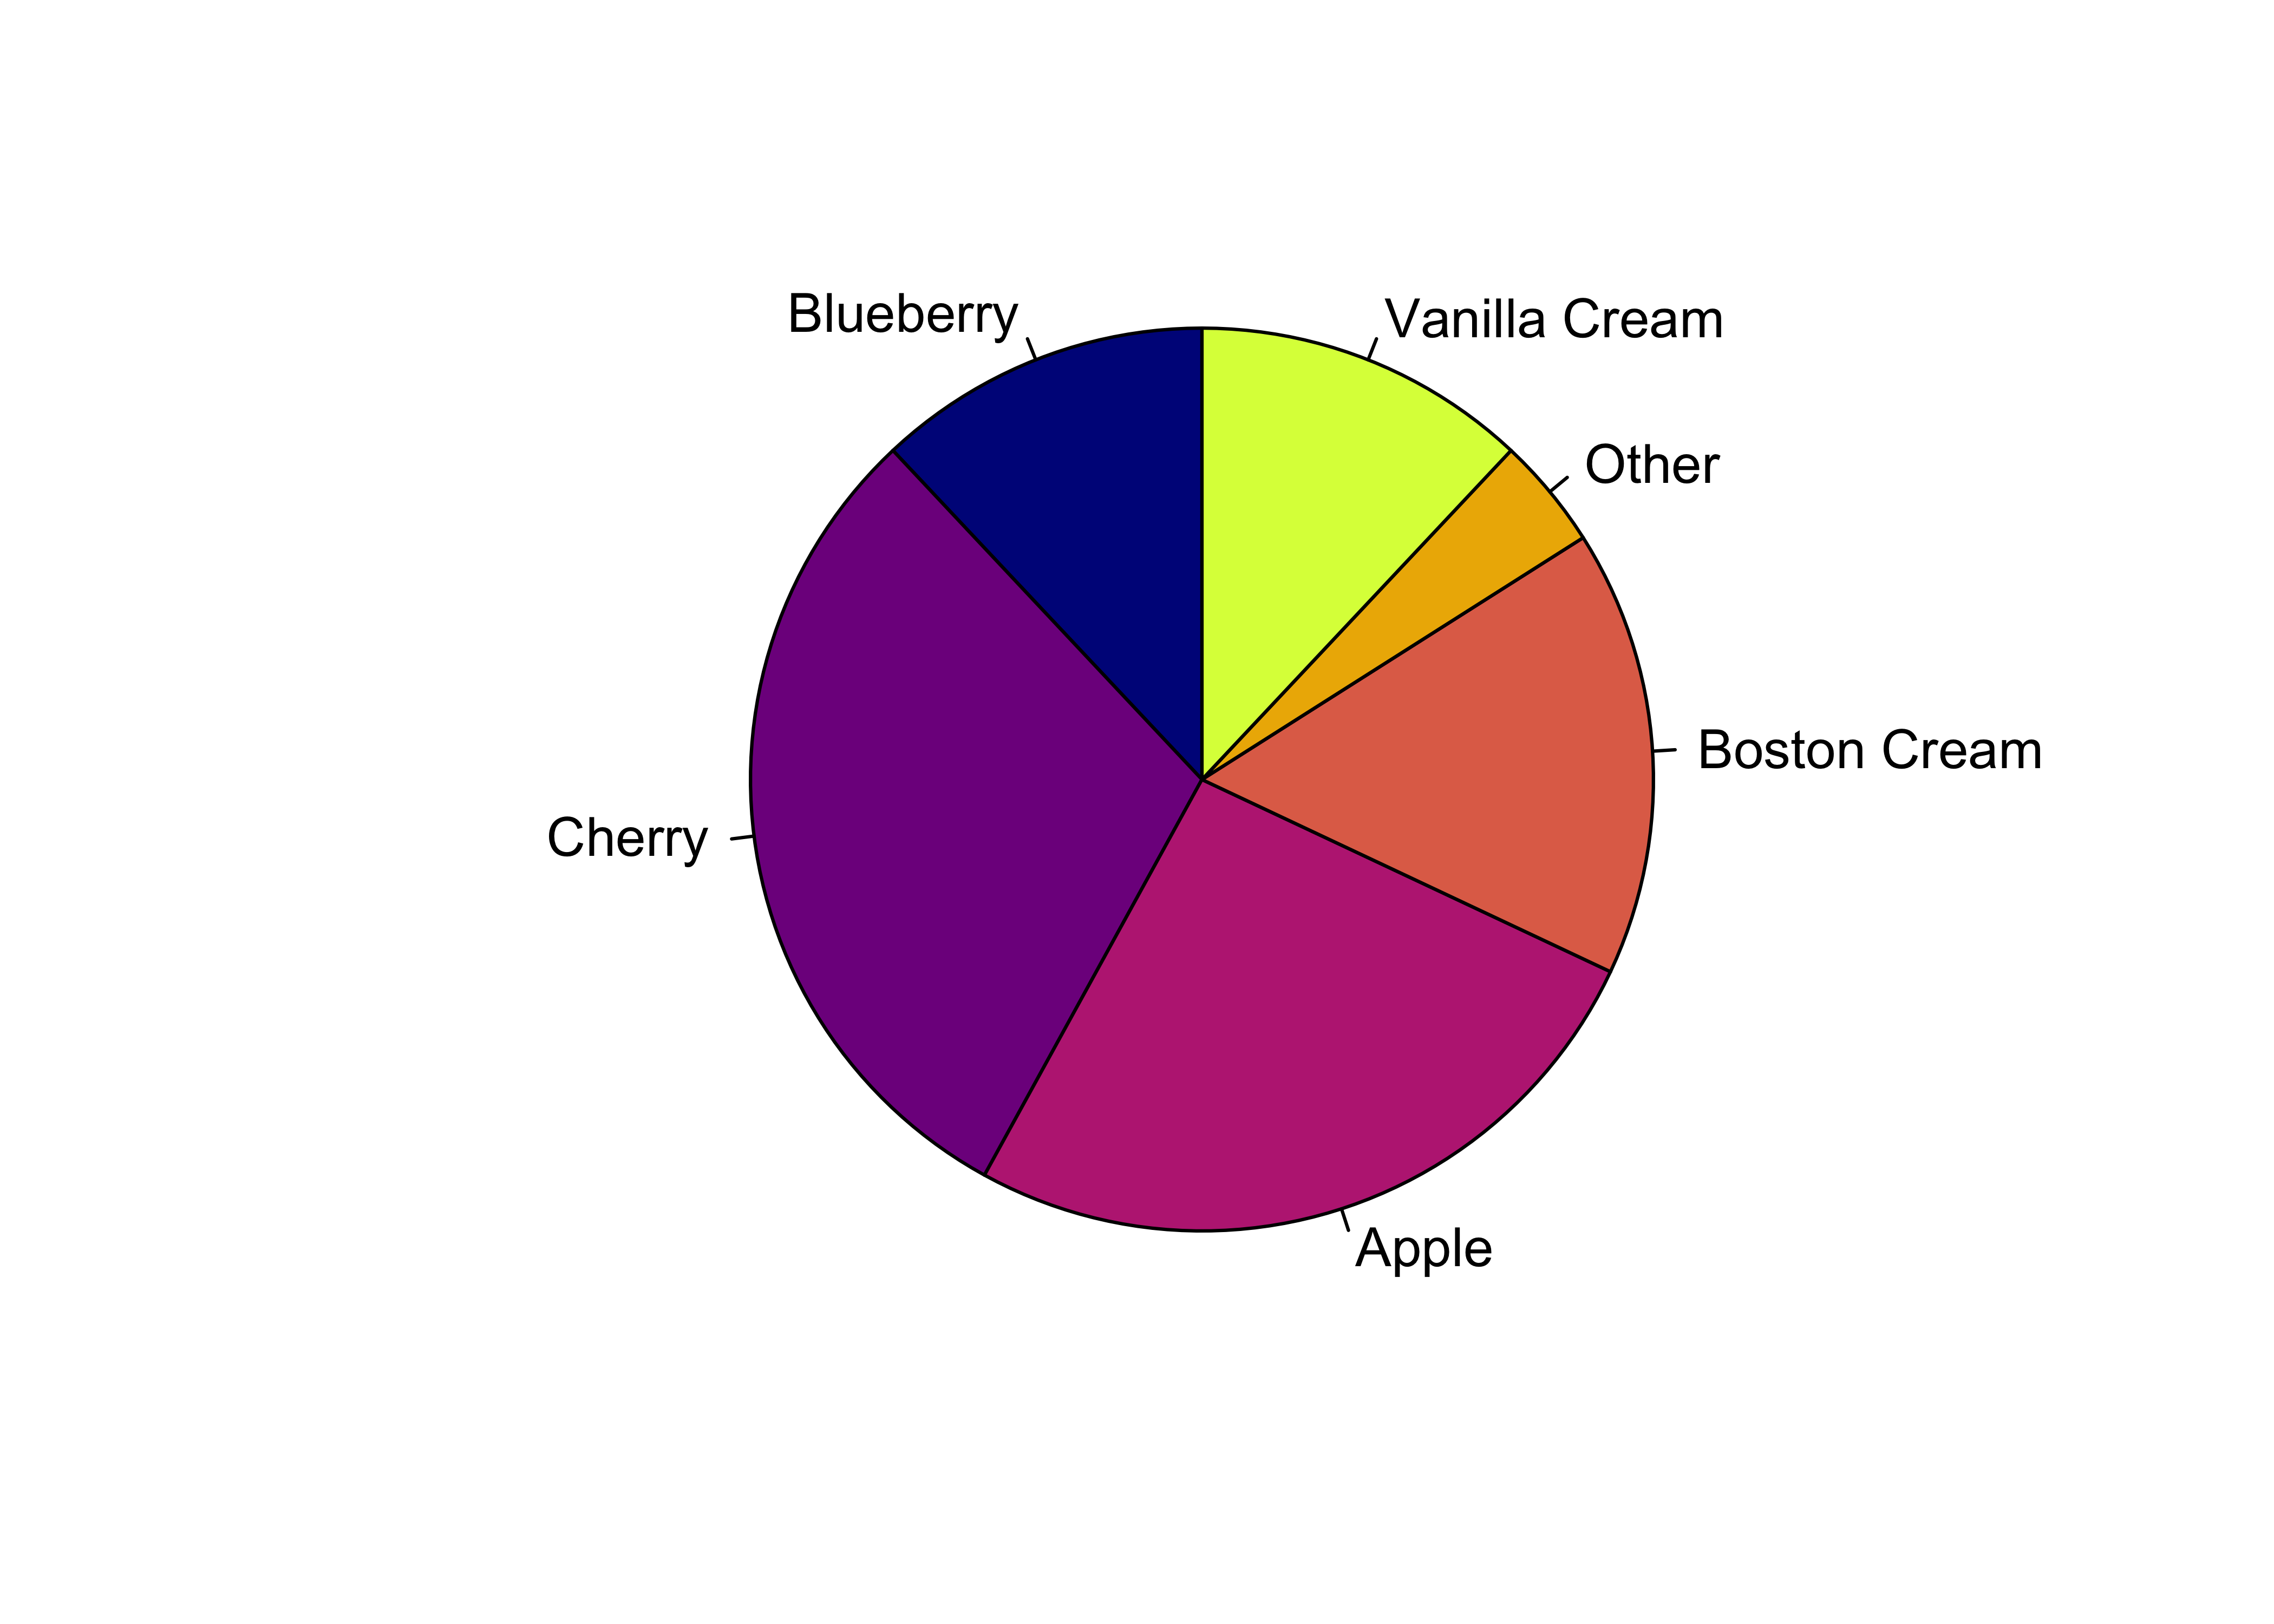 Blueberry
Vanilla Cream
Other
Boston Cream
Cherry
Apple